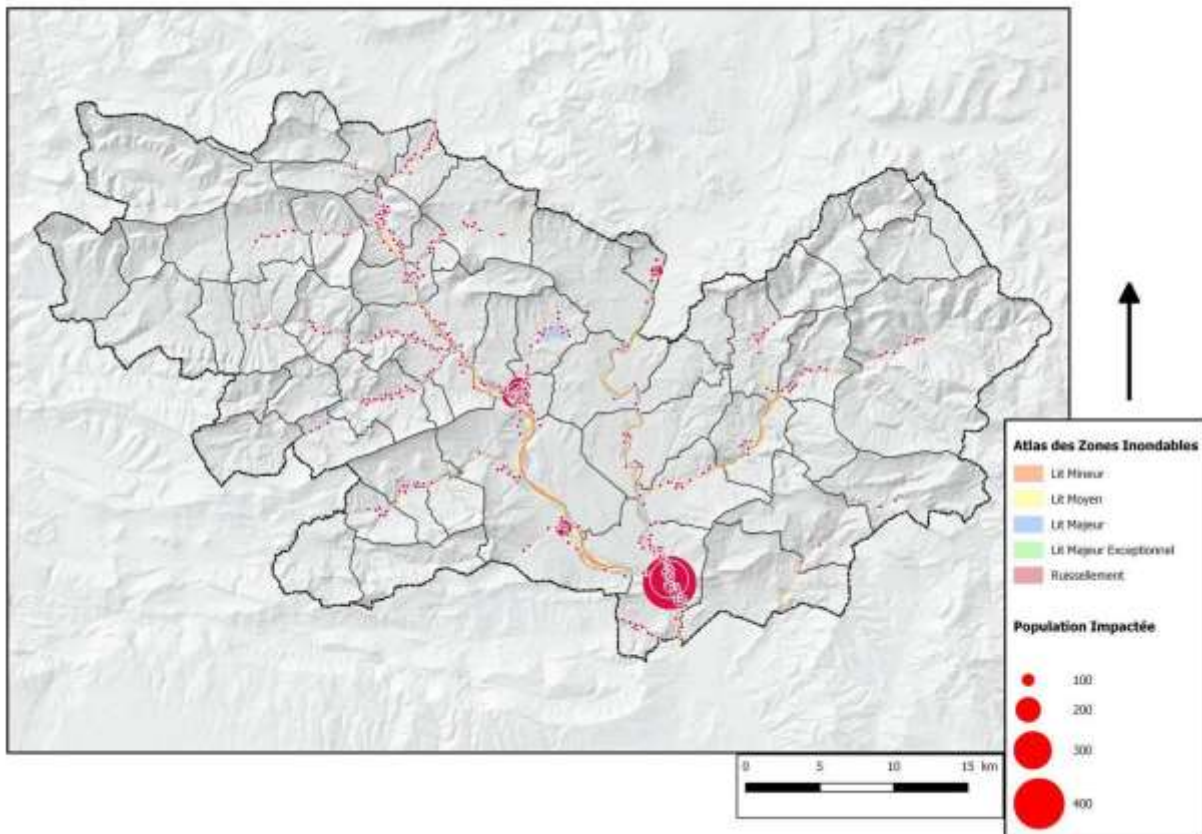 Atlas des Zones Inondables
Lit Mineur
Lit Moyen
Lit Majeur
Lit Majeur Exceptionnel
Ruissellement
Population Impactée
100
200
300
400
0 5 10 15 km